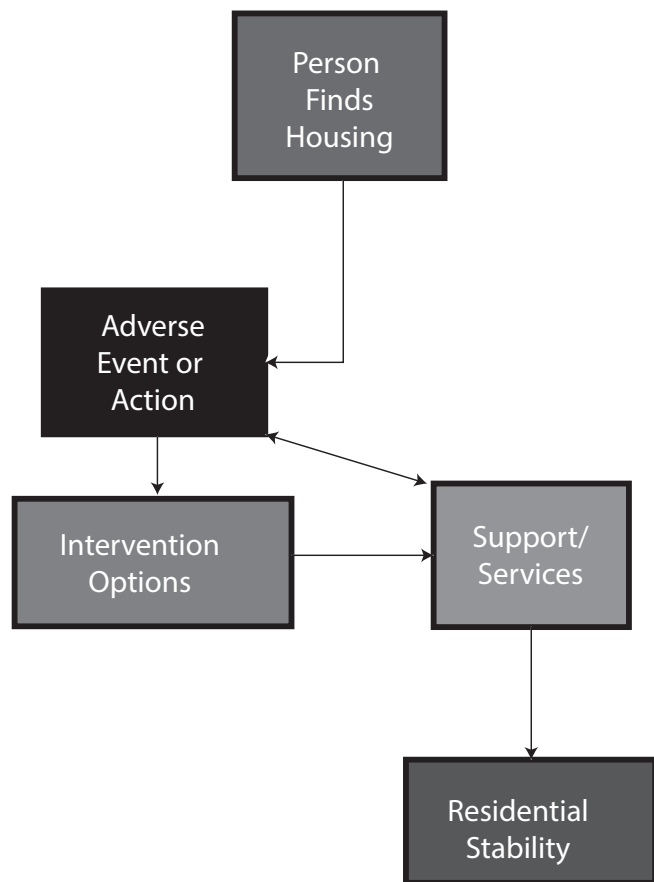 Person
Finds
Housing
Adverse
Event or
Action
Intervention
Options
Support/
Services
Residential
Stability